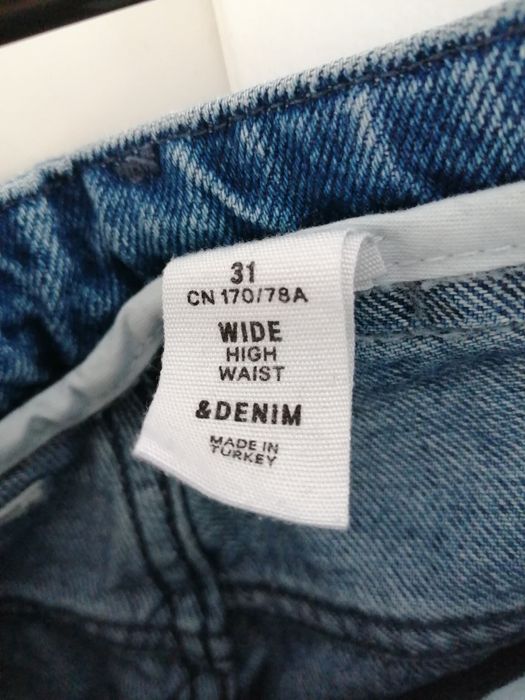 31
CN 170/78A
WIDE
HIGH
WAIST
&DENIM
MADE IN
TURKEY